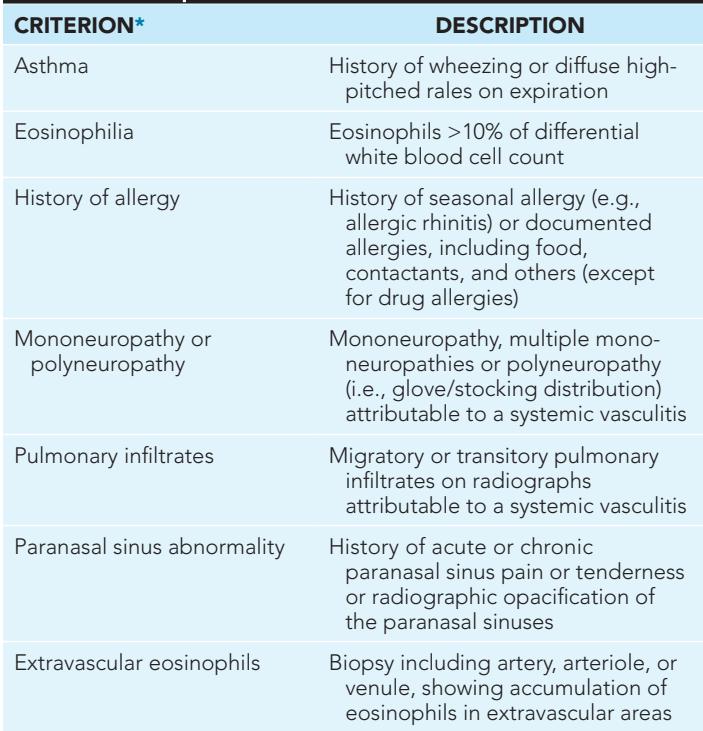 CRITERION* DESCRIPTION
Asthma History of wheezing or diffuse high-
pitched rales on expiration
Eosinophilia Eosinophils >10% of differential
white blood cell count
History of allergy History of seasonal allergy (e.g.,
allergic rhinitis) or documented
allergies, including food,
contactants, and others (except
for drug allergies)
Mononeuropathy or Mononeuropathy, multiple mono-
polyneuropathy neuropathies or polyneuropathy
(i.e., glove/stocking distribution)
attributable to a systemic vasculitis
Pulmonary infiltrates Migratory or transitory pulmonary
infiltrates on radiographs
attributable to a systemic vasculitis
Paranasal sinus abnormality History of acute or chronic
paranasal sinus pain or tenderness
or radiographic opacification of
the paranasal sinuses
Extravascular eosinophils Biopsy including artery, arteriole, or
venule, showing accumulation of
eosinophils in extravascular areas